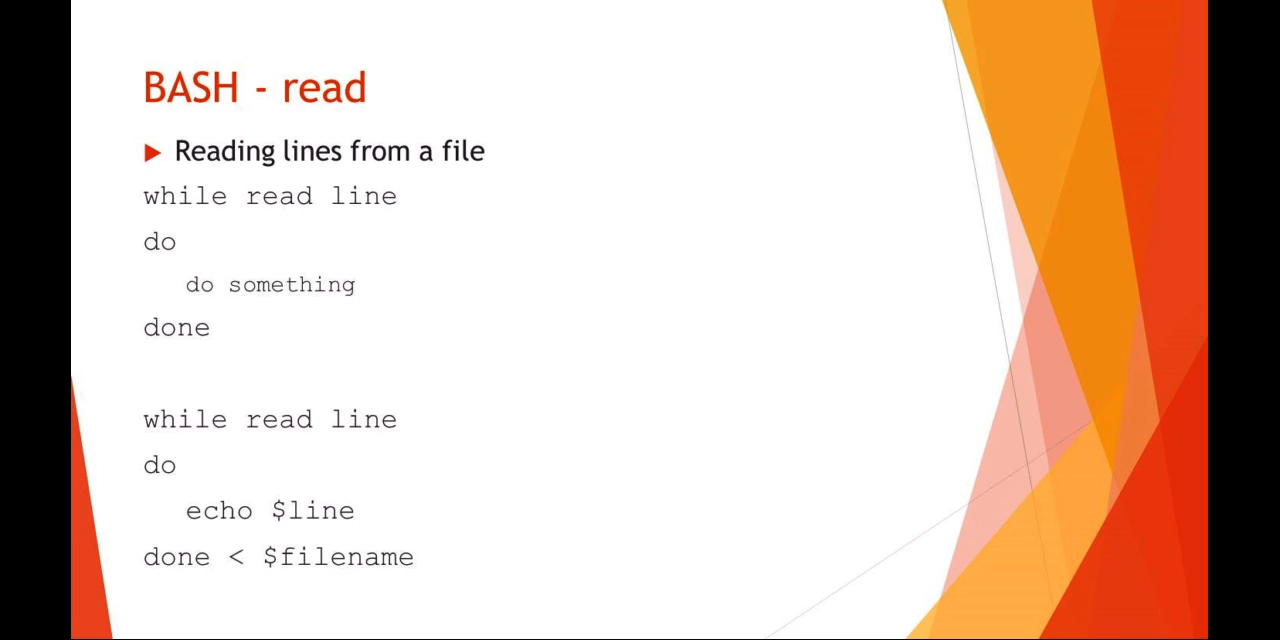 BASH - read
Reading lines from a file
while read line
do
do something
done
while read line
do
echo $line
done < $filename